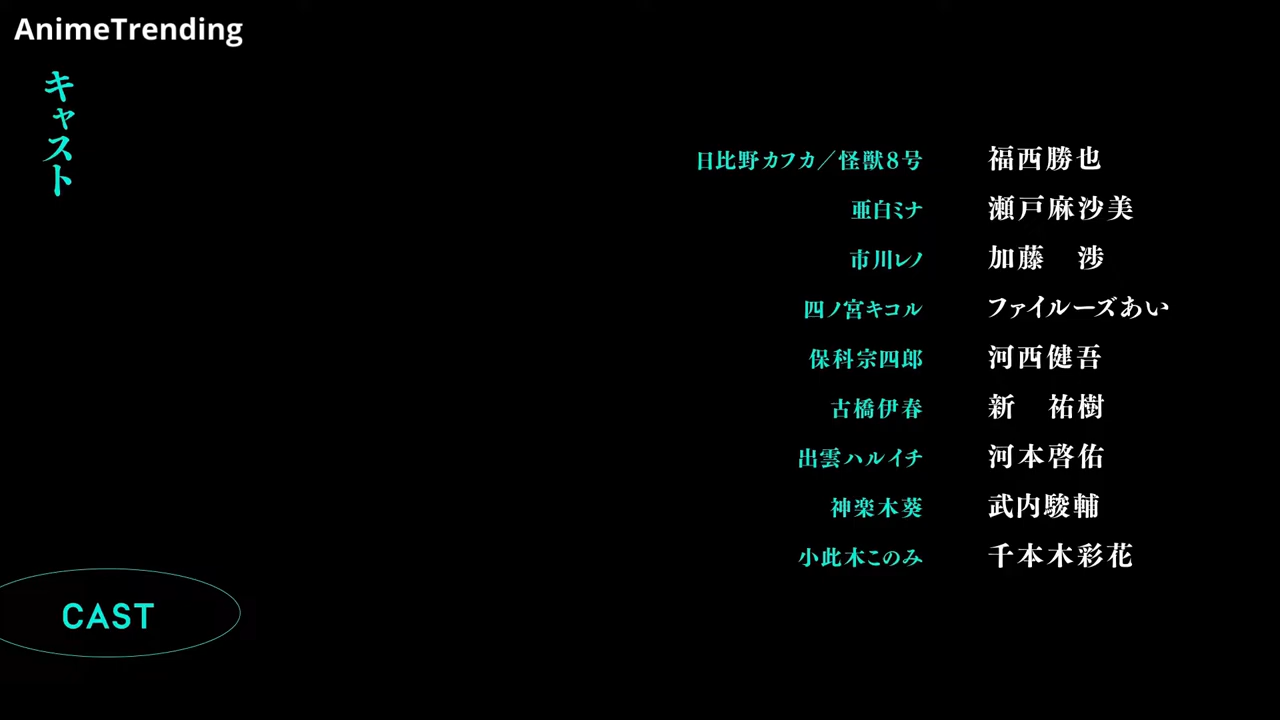 AnimeTrending
キャスト
日比野カフカ／怪獣８号 福西勝也
亜白ミナ 瀬戸麻沙美
市川レノ 加藤　渉
四ノ宮キコル ファイルーズあい
保科宗四郎 河西健吾
古橋伊春 新　祐樹
出雲ハルイチ 河本啓佑
神楽木葵 武内駿輔
小此木このみ 千本木彩花
CAST